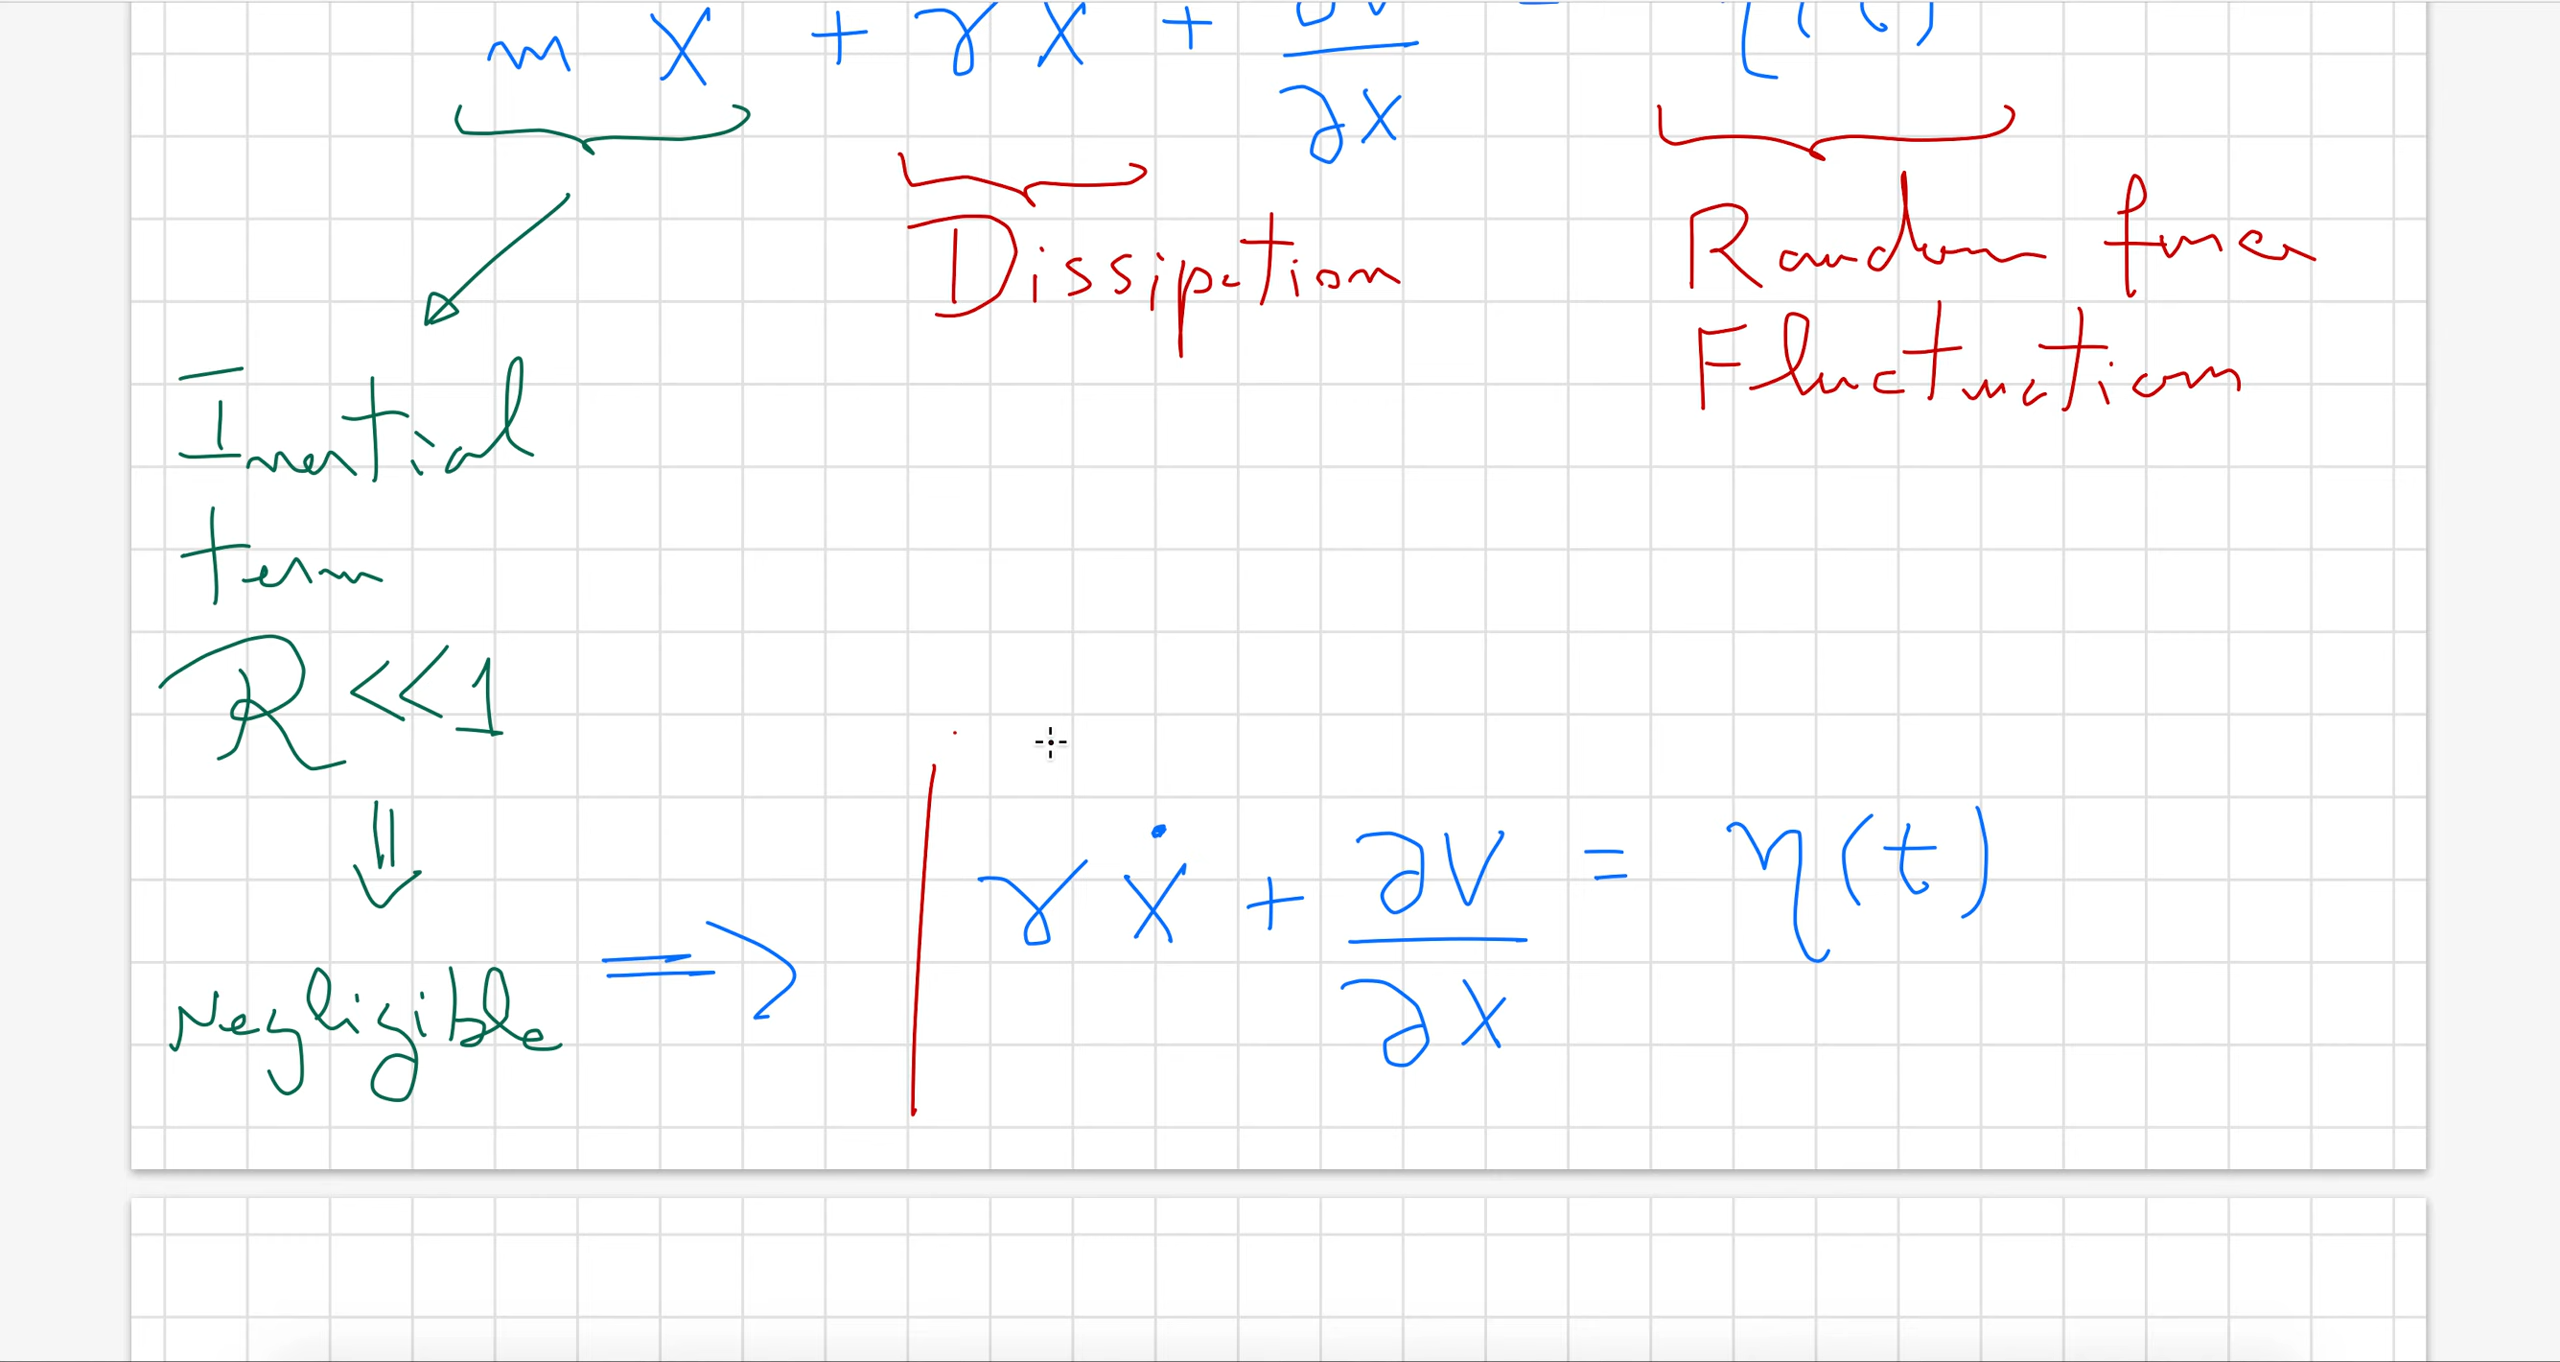 m X + γ X + ∂V/∂X = η(t)
Dissipation
Random force
Fluctuation
Inertial
term
R << 1
⇓
Negligible ⇒ γ ẋ + ∂V/∂x = η(t)